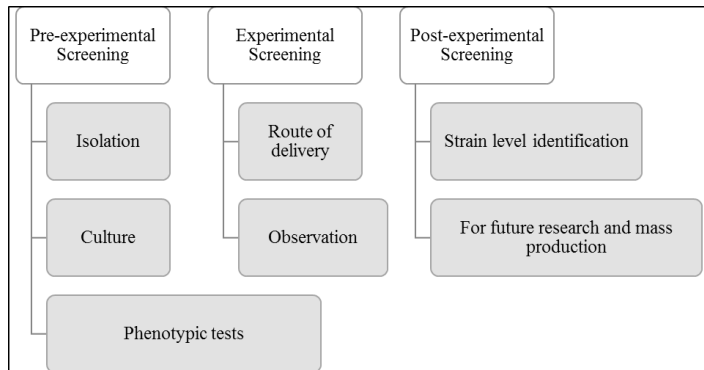 Pre-experimental
Screening
Isolation
Culture
Phenotypic tests
Experimental
Screening
Route of
delivery
Observation
Post-experimental
Screening
Strain level identification
For future research and mass
production